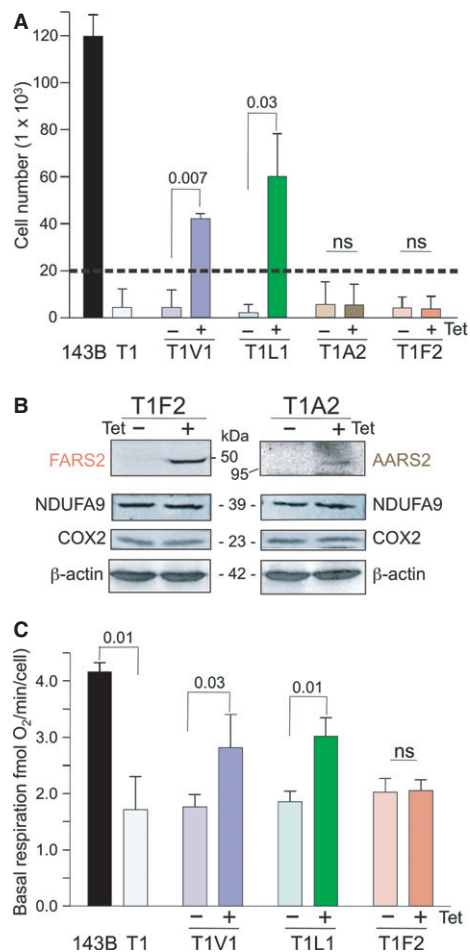 A
Cell number (1 x 10³)
120
100
80
60
40
20
0
0.007
0.03
ns
ns
– + – + – + – + Tet
143B T1 T1V1 T1L1 T1A2 T1F2
B
T1F2 T1A2
Tet – + kDa Tet – +
FARS2 - 50 95 - AARS2
NDUFA9 - 39 - NDUFA9
COX2 - 23 - COX2
β-actin - 42 - β-actin
C
Basal respiration fmol O₂/min/cell
4.0
3.0
2.0
1.0
0.0
0.01
0.03
0.01
ns
– + – + – + Tet
143B T1 T1V1 T1L1 T1F2